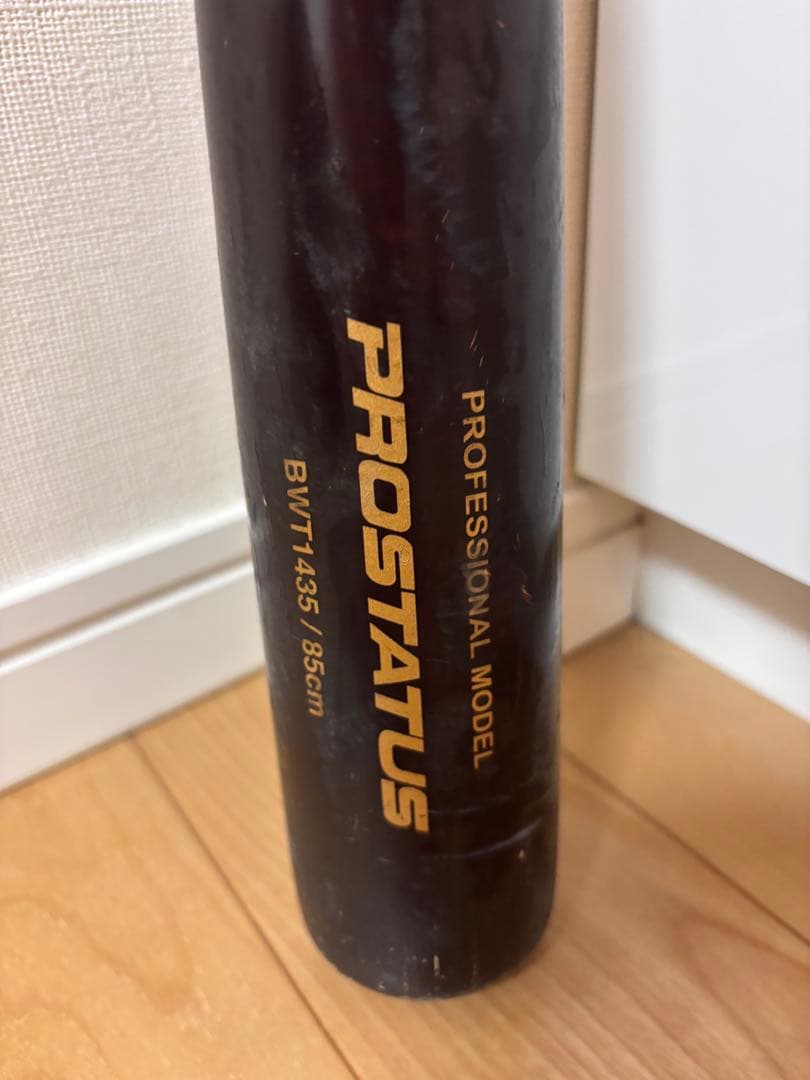 PROFESSIONAL MODEL
PROSTATUS
BWT1435 / 85cm